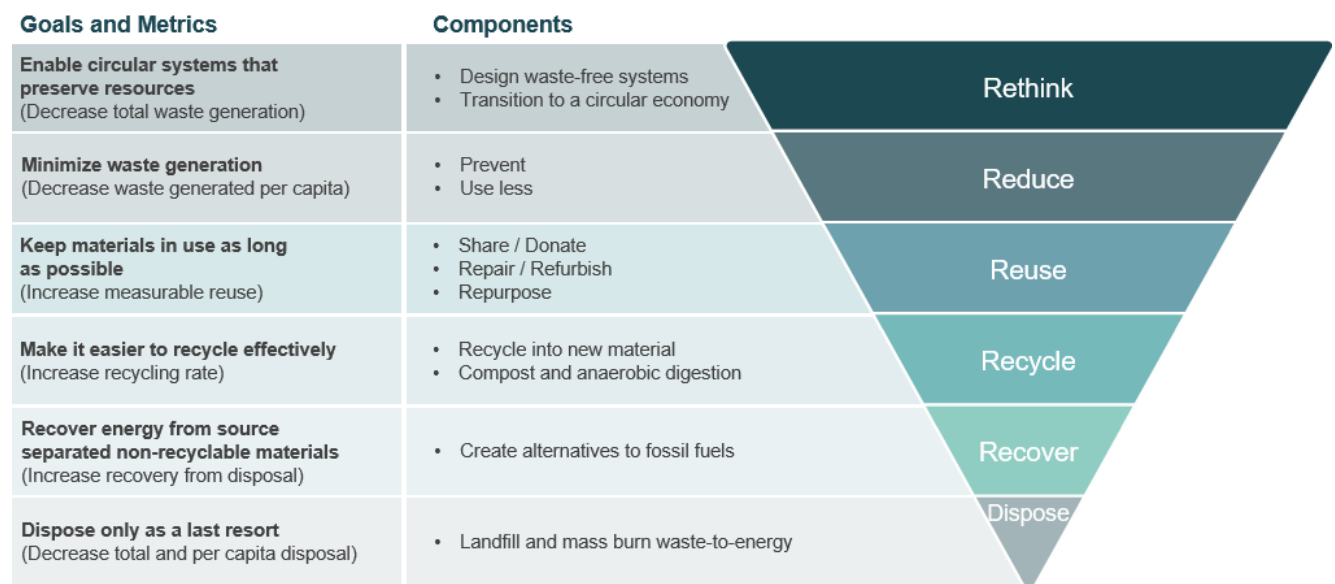 Goals and Metrics
Components
Enable circular systems that
preserve resources
(Decrease total waste generation)
• Design waste-free systems
• Transition to a circular economy
Rethink
Minimize waste generation
(Decrease waste generated per capita)
• Prevent
• Use less
Reduce
Keep materials in use as long
as possible
(Increase measurable reuse)
• Share / Donate
• Repair / Refurbish
• Repurpose
Reuse
Make it easier to recycle effectively
(Increase recycling rate)
• Recycle into new material
• Compost and anaerobic digestion
Recycle
Recover energy from source
separated non-recyclable materials
(Increase recovery from disposal)
• Create alternatives to fossil fuels
Recover
Dispose only as a last resort
(Decrease total and per capita disposal)
• Landfill and mass burn waste-to-energy
Dispose